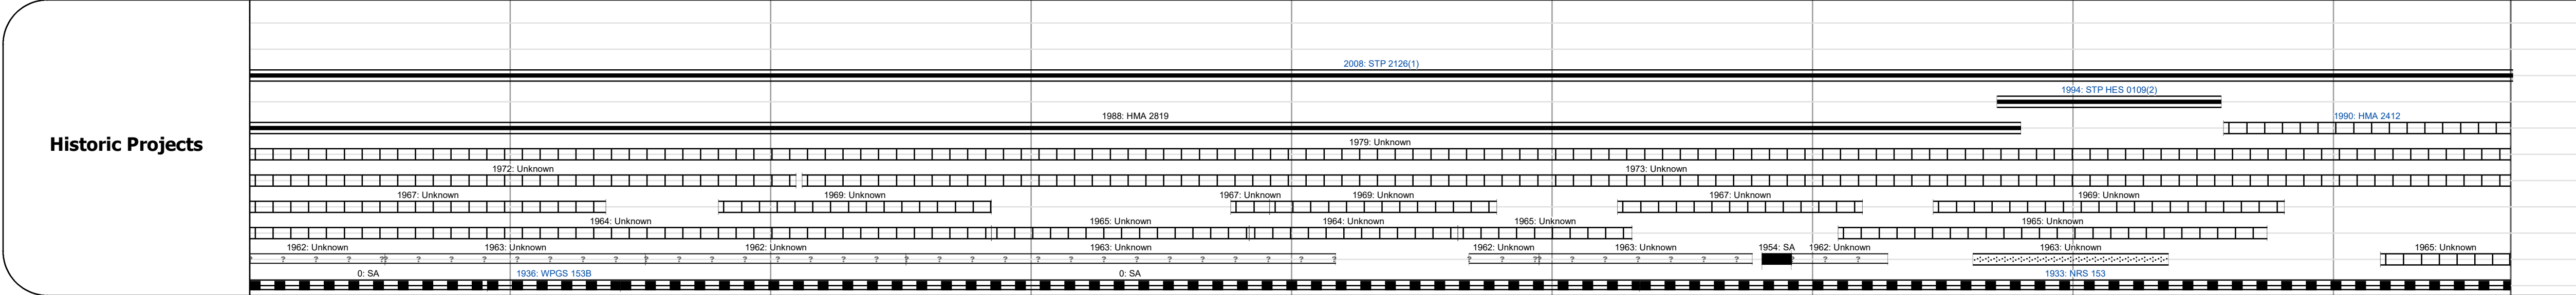 2008: STP 2126(1)
1994: STP HES 0109(2)
1988: HMA 2819 1990: HMA 2412
Historic Projects
1979: Unknown
1972: Unknown 1973: Unknown
1967: Unknown 1969: Unknown 1967: Unknown 1969: Unknown 1967: Unknown 1969: Unknown
1964: Unknown 1965: Unknown 1964: Unknown 1965: Unknown 1965: Unknown
1962: Unknown 1963: Unknown 1962: Unknown 1963: Unknown 1962: Unknown 1963: Unknown 1954: SA 1962: Unknown 1963: Unknown 1965: Unknown
? ? ? ? ? ? ? ? ? ? ? ? ? ? ? ? ? ? ? ? ? ? ? ? ? ? ? ? ? ? ? ? ? ? ? ? ? ? ? ? ? ? ? ? ? ? ? ?
0: SA 1936: WPGS 153B 0: SA 1933: NRS 153